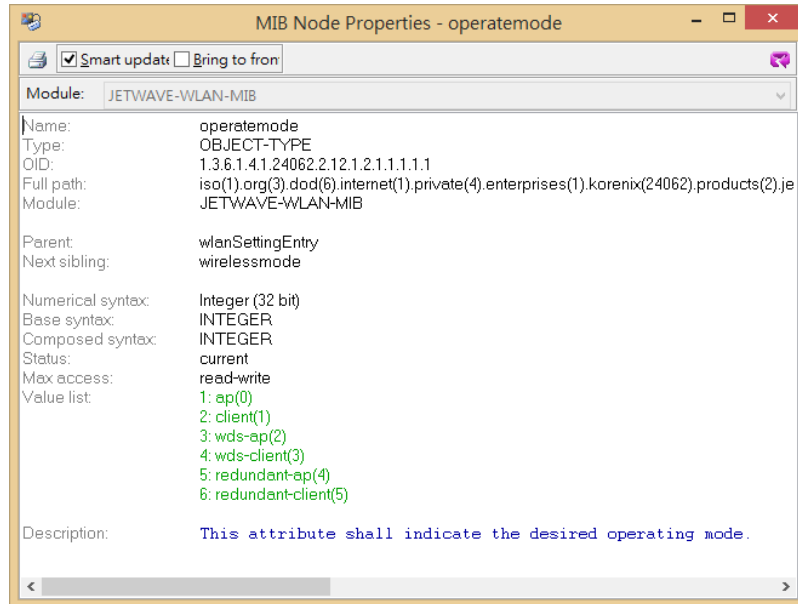 MIB Node Properties - operatemode
Smart update Bring to fron
Module: JETWAVE-WLAN-MIB
Name: operatemode
Type: OBJECT-TYPE
OID: 1.3.6.1.4.1.24062.2.12.1.2.1.1.1.1.1
Full path: iso(1).org(3).dod(6).internet(1).private(4).enterprises(1).korenix(24062).products(2).je
Module: JETWAVE-WLAN-MIB
Parent: wlanSettingEntry
Next sibling: wirelessmode
Numerical syntax: Integer (32 bit)
Base syntax: INTEGER
Composed syntax: INTEGER
Status: current
Max access: read-write
Value list: 1: ap(0)
2: client(1)
3: wds-ap(2)
4: wds-client(3)
5: redundant-ap(4)
6: redundant-client(5)
Description: This attribute shall indicate the desired operating mode.